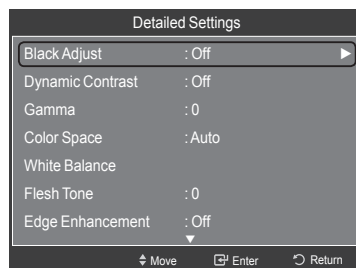 Detailed Settings
Black Adjust : Off
Dynamic Contrast : Off
Gamma : 0
Color Space : Auto
White Balance
Flesh Tone : 0
Edge Enhancement : Off
Move Enter Return